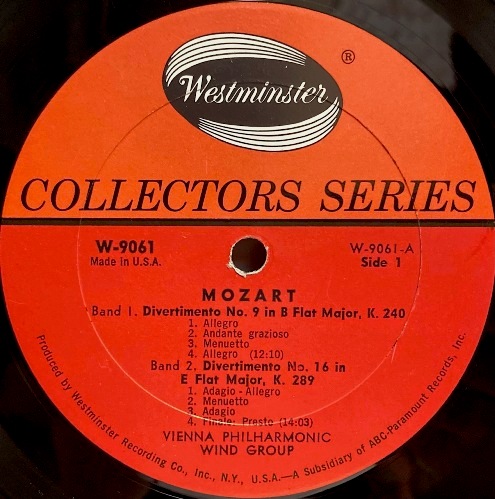 Westminster ®
COLLECTORS SERIES
W-9061
Made in U.S.A.
W-9061-A
Side 1
MOZART
Band 1. Divertimento No. 9 in B Flat Major, K. 240
1. Allegro
2. Andante grazioso
3. Menuetto
4. Allegro (12:10)
Band 2. Divertimento No. 16 in
E Flat Major, K. 289
1. Adagio - Allegro
2. Menuetto
3. Adagio
4. Finale: Presto (14:03)
VIENNA PHILHARMONIC
WIND GROUP
Produced by Westminster Recording Co., Inc., N.Y., U.S.A.—A Subsidiary of ABC-Paramount Records, Inc.